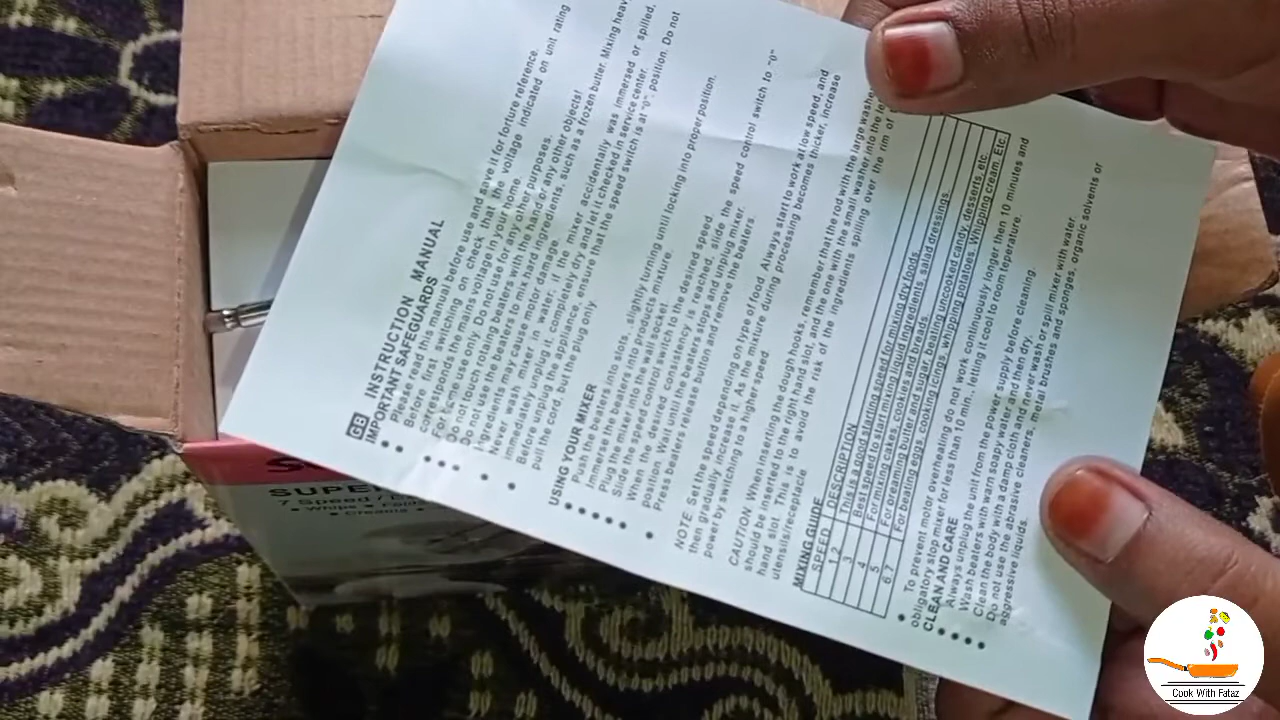 GB INSTRUCTION MANUAL
IMPORTANT SAFEGUARDS
• Please read this manual before use and save it for forture reference.
• Before first switching on check that the voltage indicated on unit rating
corresponds the mains voltage in your home.
• For home use only. Do not use for any other purposes.
• Do not touch rotaing beaters with the hand or any other objects!
• Do not use the beaters to mix hard ingredients, such as a frozen butter. Mixing
ingredients may cause motor damage.
• Never wash mixer in water; if the mixer accidentally was immersed or spilled,
immediately unplug it, completely dry and let it checked in service center.
• Before unplug the appliance, ensure that the speed switch is at "0" position. Do not
pull the cord, but the plug only.
USING YOUR MIXER
• Push the beaters into slots, slightly turning until locking into proper position.
• Immerse the beaters into products mixture.
• Plug the mixer into the wall socket.
• Slide the speed control switch to the desired speed.
• When the desired consistency is reached, slide the speed control switch to "0"
position. Wait until the beaters stops and unplug mixer.
• Press beaters release button and remove the beaters.
NOTE Set the speed depending on type of food. Always start to work at low speed, and
then gradually increase it. As the mixture during processing becomes thicker, increase
power by switching to a higher speed.
CAUTION When inserting the dough hooks, remember that the rod with the large
should be inserted to the right hand slot, and the one with the small washer into the
hand slot. This is to avoid the risk of the ingredients spilling over the rim of
utensils/receptacle
MIXING GUIDE
SPEED DESCRIPTION
1, 2 This is good starting speed for mixing dry foods
3 Best speed to start mixing liquid ingredients, salad dressings.
4 For mixing cakes, cookies and breads.
5 For creaming butter, and sugar, beating uncooked candy, desserts, etc.
6,7 For beating eggs, cooking icings, whipping potatoes, Whipping cream. Etc.
• To prevent motor overheating do not work continuously longer then 10 minutes and
obligatory stop mixer for less than 10 min., letting it cool to room teperature.
CLEAN AND CARE
• Always unplug the unit from the power supply before cleaning.
• Wash beaters with warn soapy water and then dry.
• Clean the body with a damp cloth and never wash or spill mixer with water.
• Do not use the abrasive cleaners, metal brushes and sponges, organic solvents or
aggressive liquids.
7 Speed
• Whips
Cook With Fataz